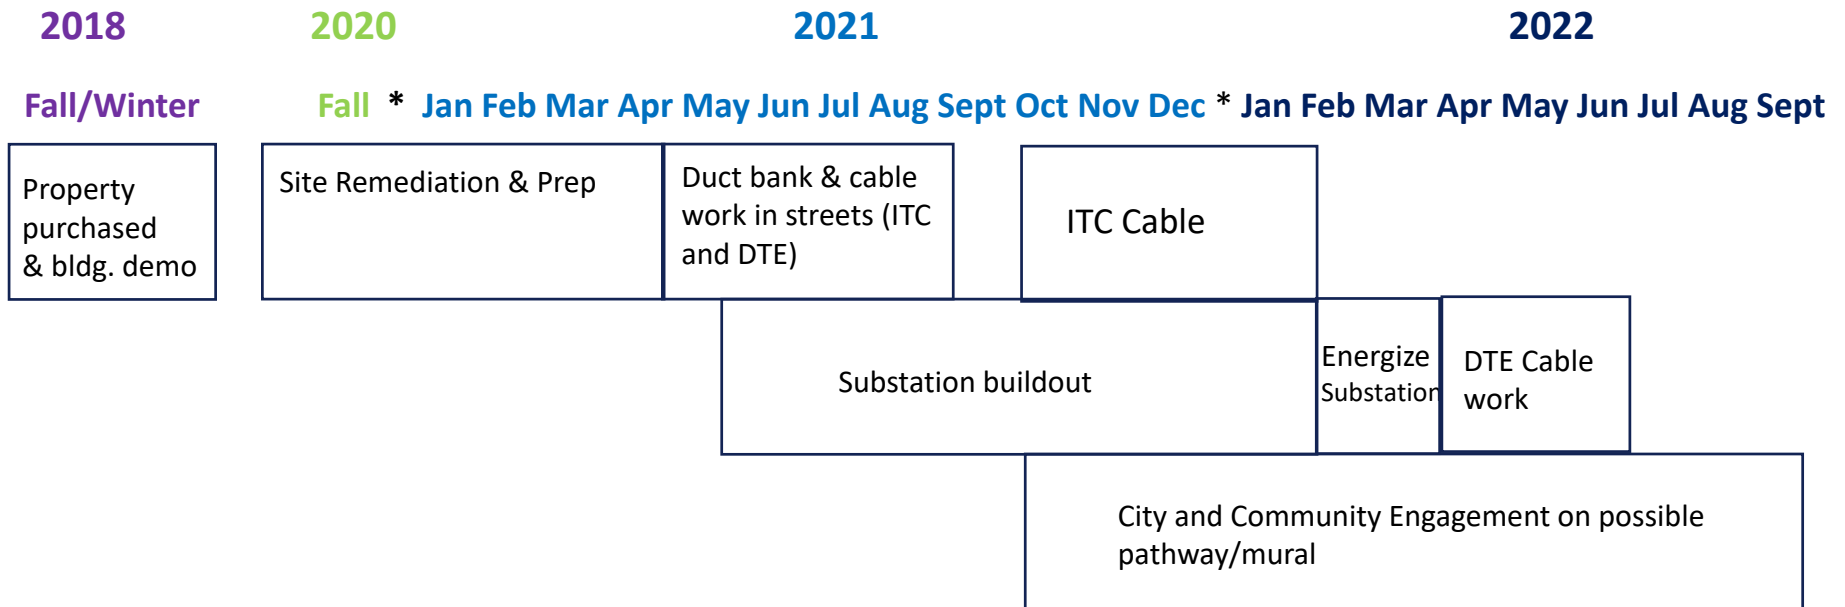 2018 2020 2021 2022
Fall/Winter Fall * Jan Feb Mar Apr May Jun Jul Aug Sept Oct Nov Dec * Jan Feb Mar Apr May Jun Jul Aug Sept
Property
purchased
& bldg. demo
Site Remediation & Prep
Duct bank & cable
work in streets (ITC
and DTE)
ITC Cable
Substation buildout
Energize
Substation
DTE Cable
work
City and Community Engagement on possible
pathway/mural